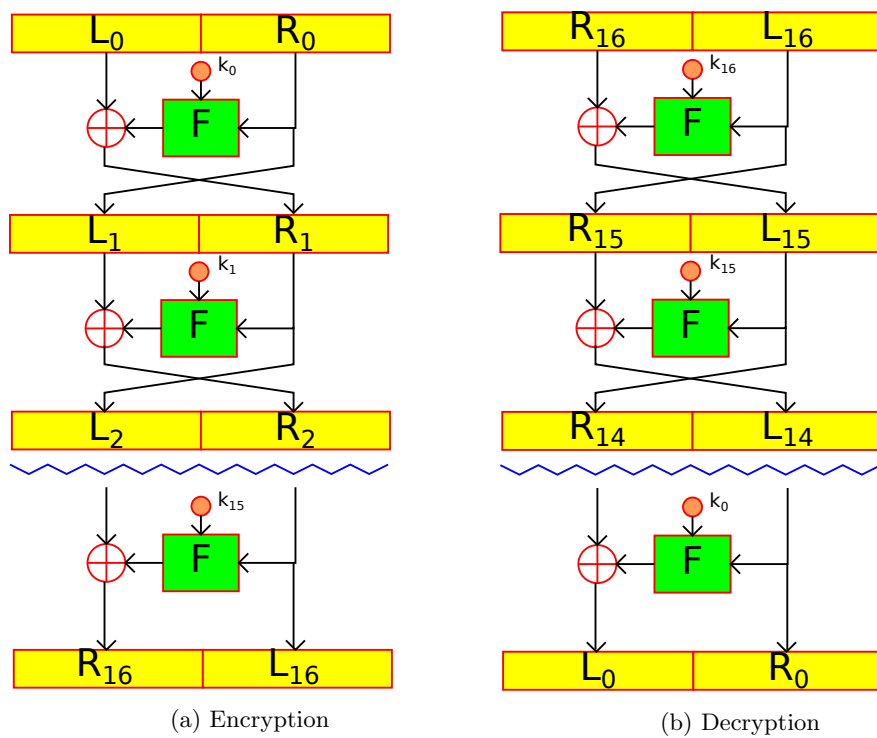 L0 R0
k0
F
L1 R1
k1
F
L2 R2
k15
F
R16 L16
(a) Encryption
R16 L16
k16
F
R15 L15
k15
F
R14 L14
k0
F
L0 R0
(b) Decryption